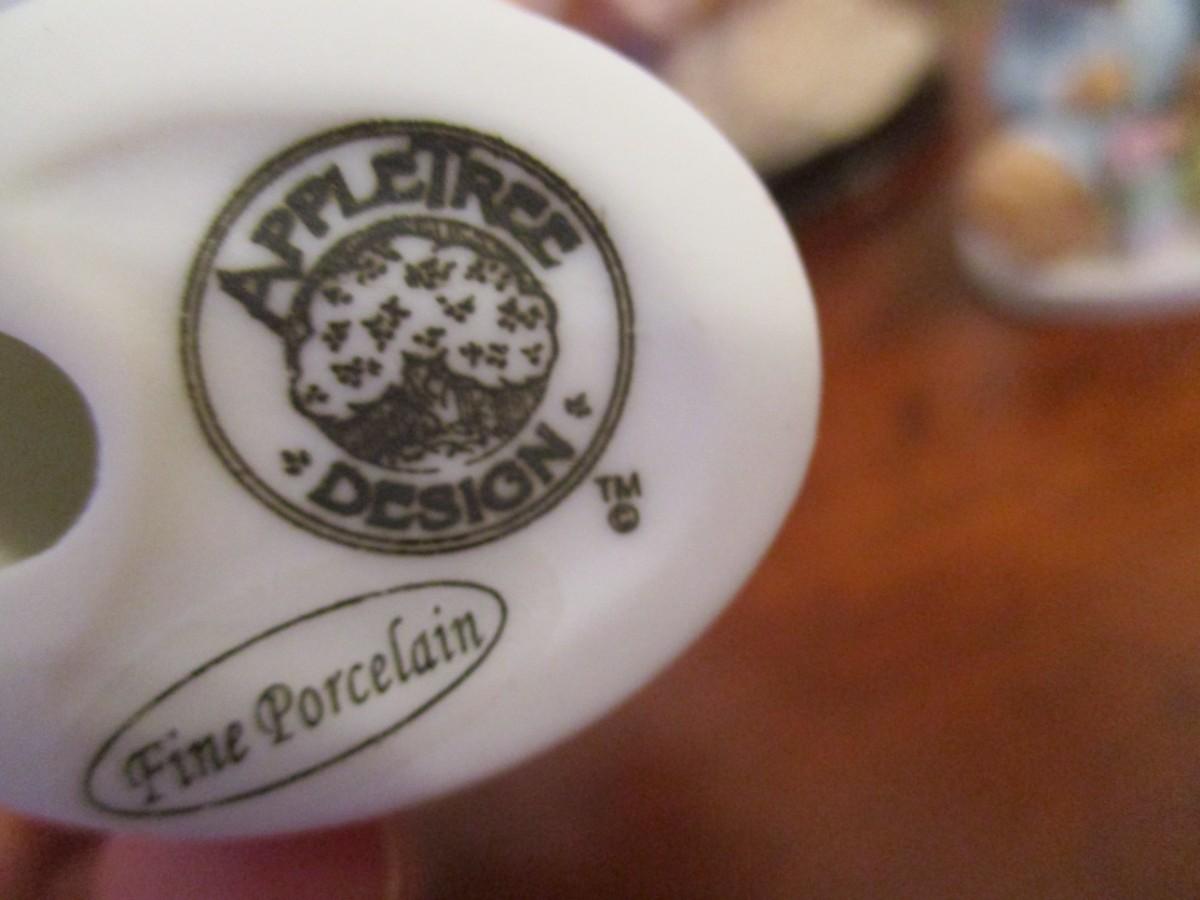 APPLETREE
DESIGN
TM
©
Fine Porcelain